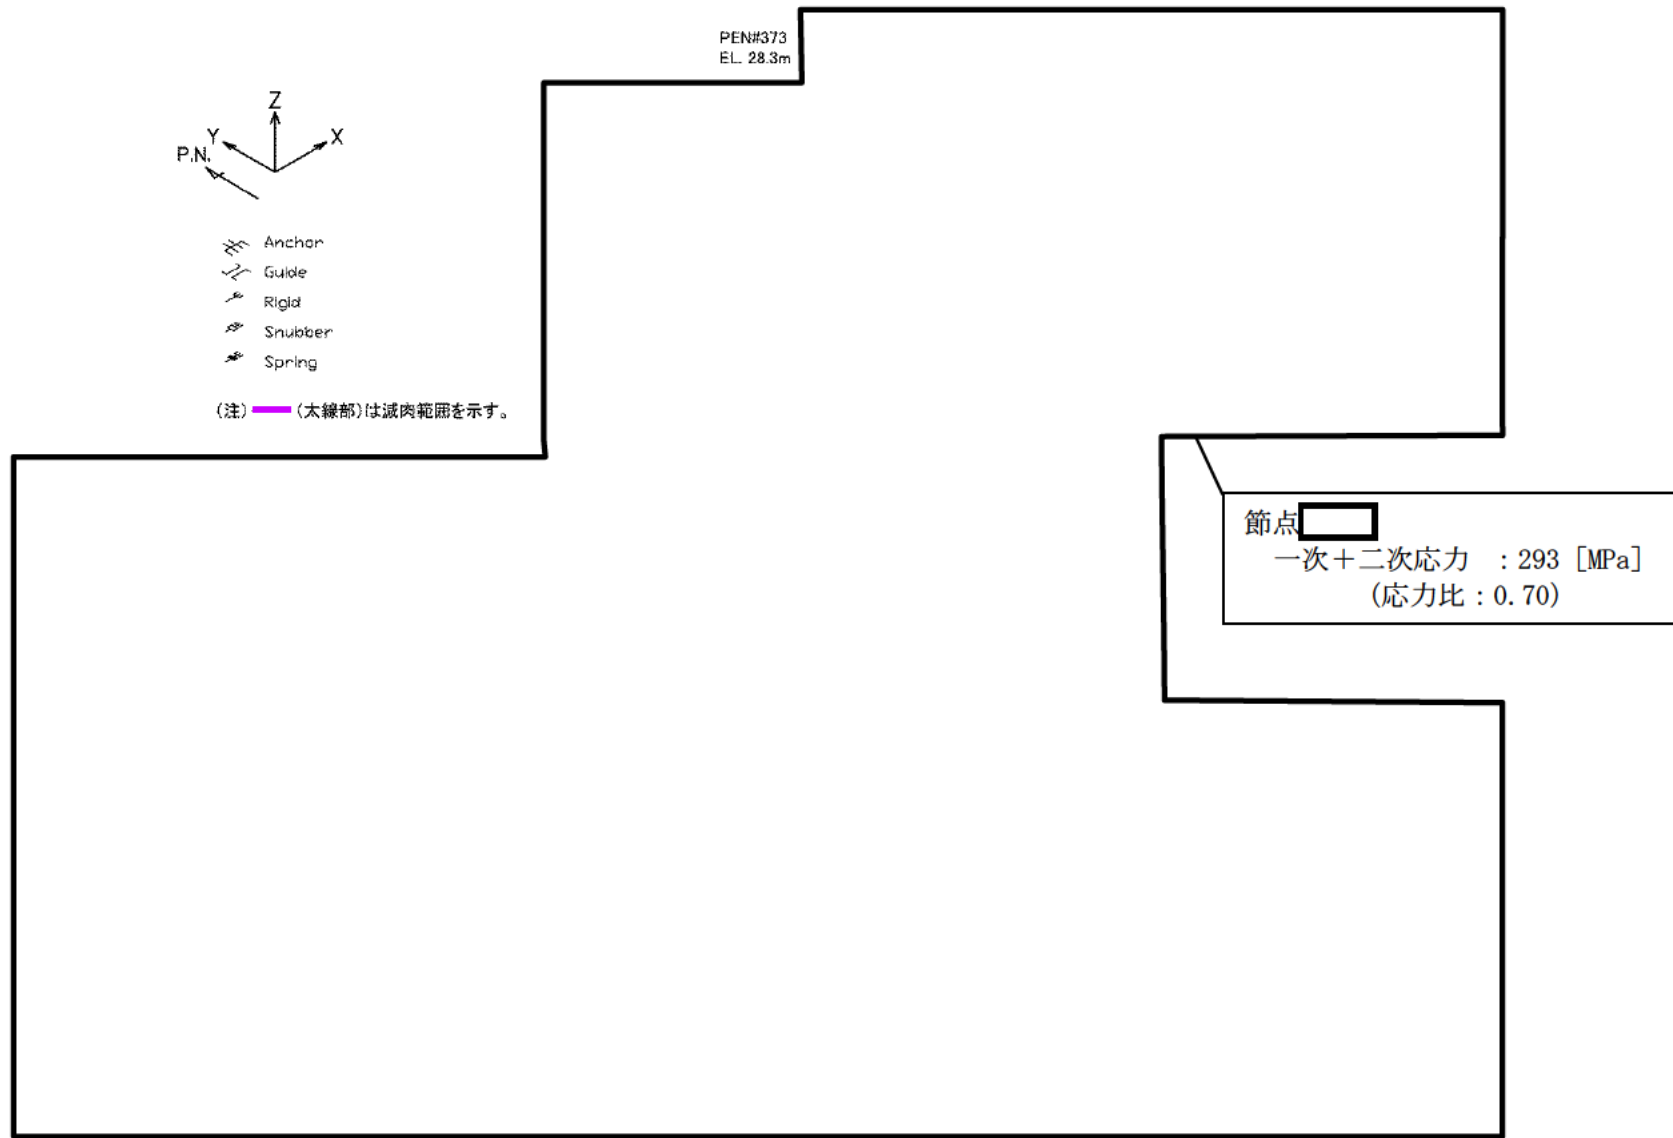 PEN#373
EL. 28.3m
Z
Y
X
P.N.
Anchor
Guide
Rigid
Snubber
Spring
(注) (太線部)は減肉範囲を示す。
節点
一次＋二次応力 : 293 [MPa]
(応力比 : 0.70)